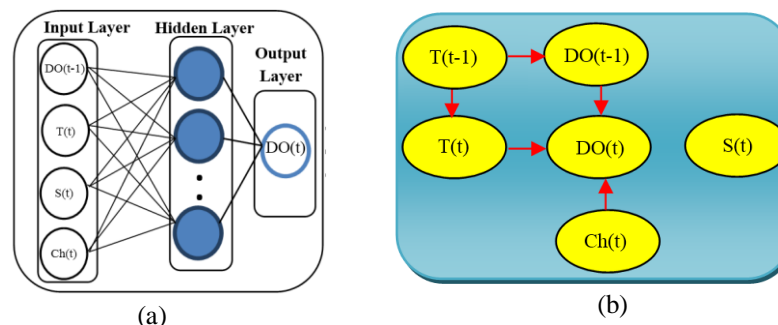 Input Layer
Hidden Layer
Output
Layer
DO(t-1)
T(t)
S(t)
Ch(t)
DO(t)
(a)
T(t-1)
DO(t-1)
T(t)
DO(t)
S(t)
Ch(t)
(b)